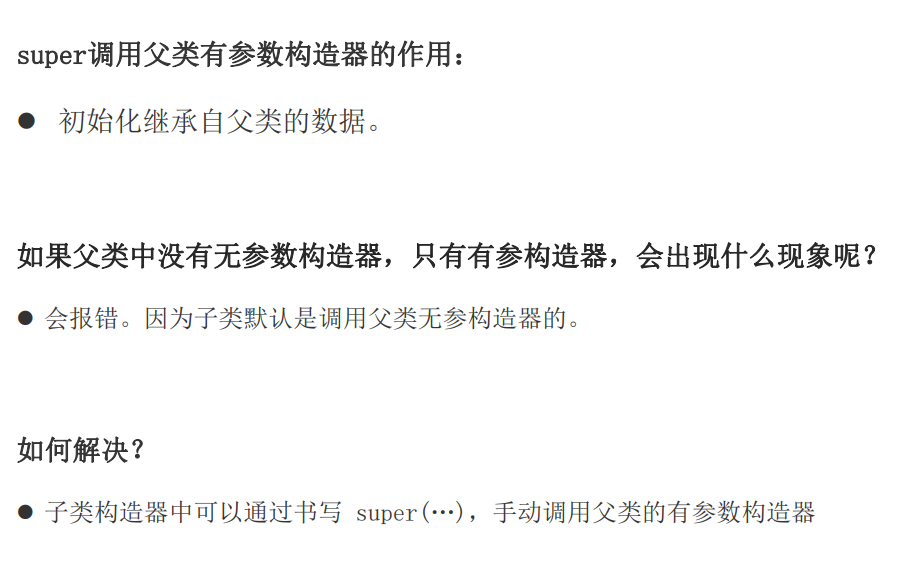 super调用父类有参数构造器的作用：
● 初始化继承自父类的数据。
如果父类中没有无参数构造器，只有有参构造器，会出现什么现象呢？
● 会报错。因为子类默认是调用父类无参构造器的。
如何解决？
● 子类构造器中可以通过书写 super(…)，手动调用父类的有参数构造器